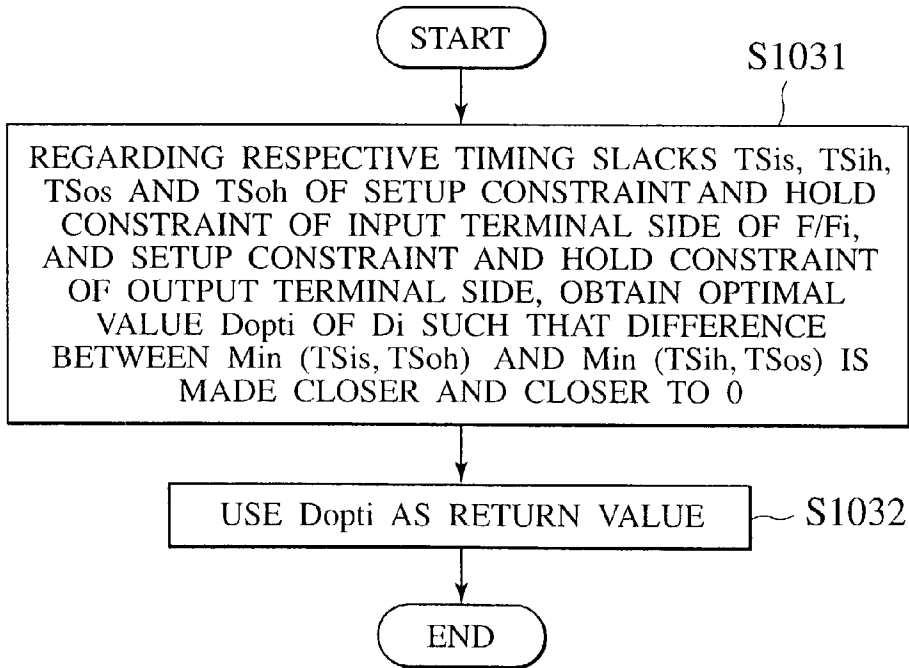 START
S1031
REGARDING RESPECTIVE TIMING SLACKS TSis, TSih,
TSos AND TSoh OF SETUP CONSTRAINT AND HOLD
CONSTRAINT OF INPUT TERMINAL SIDE OF F/Fi,
AND SETUP CONSTRAINT AND HOLD CONSTRAINT
OF OUTPUT TERMINAL SIDE, OBTAIN OPTIMAL
VALUE Dopti OF Di SUCH THAT DIFFERENCE
BETWEEN Min (TSis, TSoh) AND Min (TSih, TSos) IS
MADE CLOSER AND CLOSER TO 0
USE Dopti AS RETURN VALUE
S1032
END